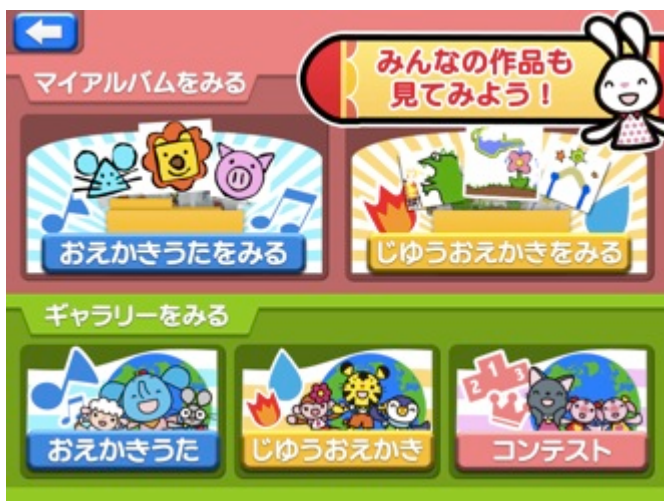 みんなの作品も
見てみよう！
マイアルバムをみる
おえかきうたをみる
じゆうおえかきをみる
ギャラリーをみる
1
2
3
おえかきうた
じゆうおえかき
コンテスト